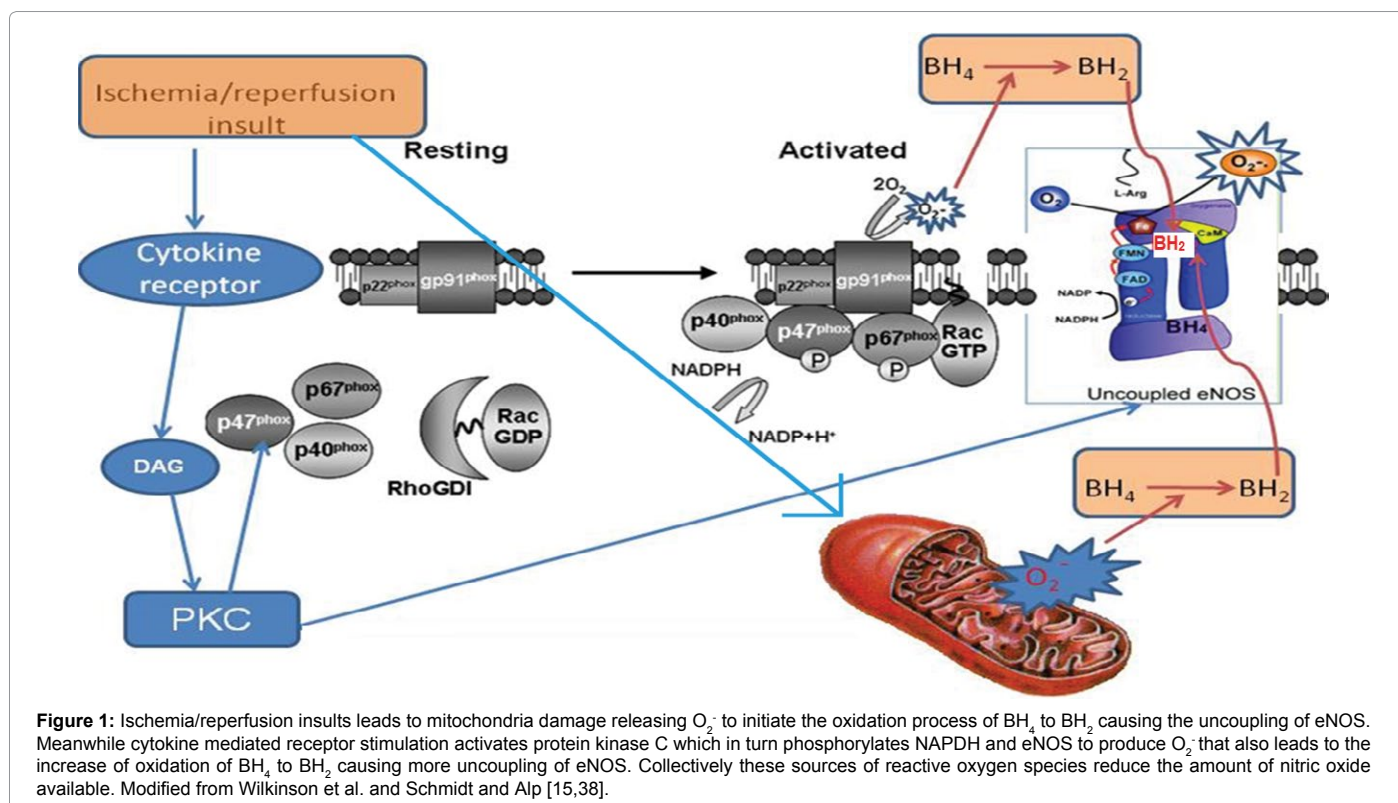 Ischemia/reperfusion
insult
Resting
Activated
BH₄
BH₂
2O₂
O₂⁻
Cytokine
receptor
p22phox
gp91phox
p22phox
gp91phox
p40phox
p47phox
p67phox
Rac
GTP
P
P
NADPH
NADP+H⁺
L-Arg
O₂
O₂⁻·
Fe
BH₂
CaM
FMN
FAD
e
NADP
NADPH
BH₄
Uncoupled eNOS
p67phox
p47phox
p40phox
Rac
GDP
RhoGDI
DAG
PKC
BH₄
BH₂
O₂⁻
Figure 1: Ischemia/reperfusion insults leads to mitochondria damage releasing O₂⁻ to initiate the oxidation process of BH₄ to BH₂ causing the uncoupling of eNOS.
Meanwhile cytokine mediated receptor stimulation activates protein kinase C which in turn phosphorylates NAPDH and eNOS to produce O₂⁻ that also leads to the
increase of oxidation of BH₄ to BH₂ causing more uncoupling of eNOS. Collectively these sources of reactive oxygen species reduce the amount of nitric oxide
available. Modified from Wilkinson et al. and Schmidt and Alp [15,38].